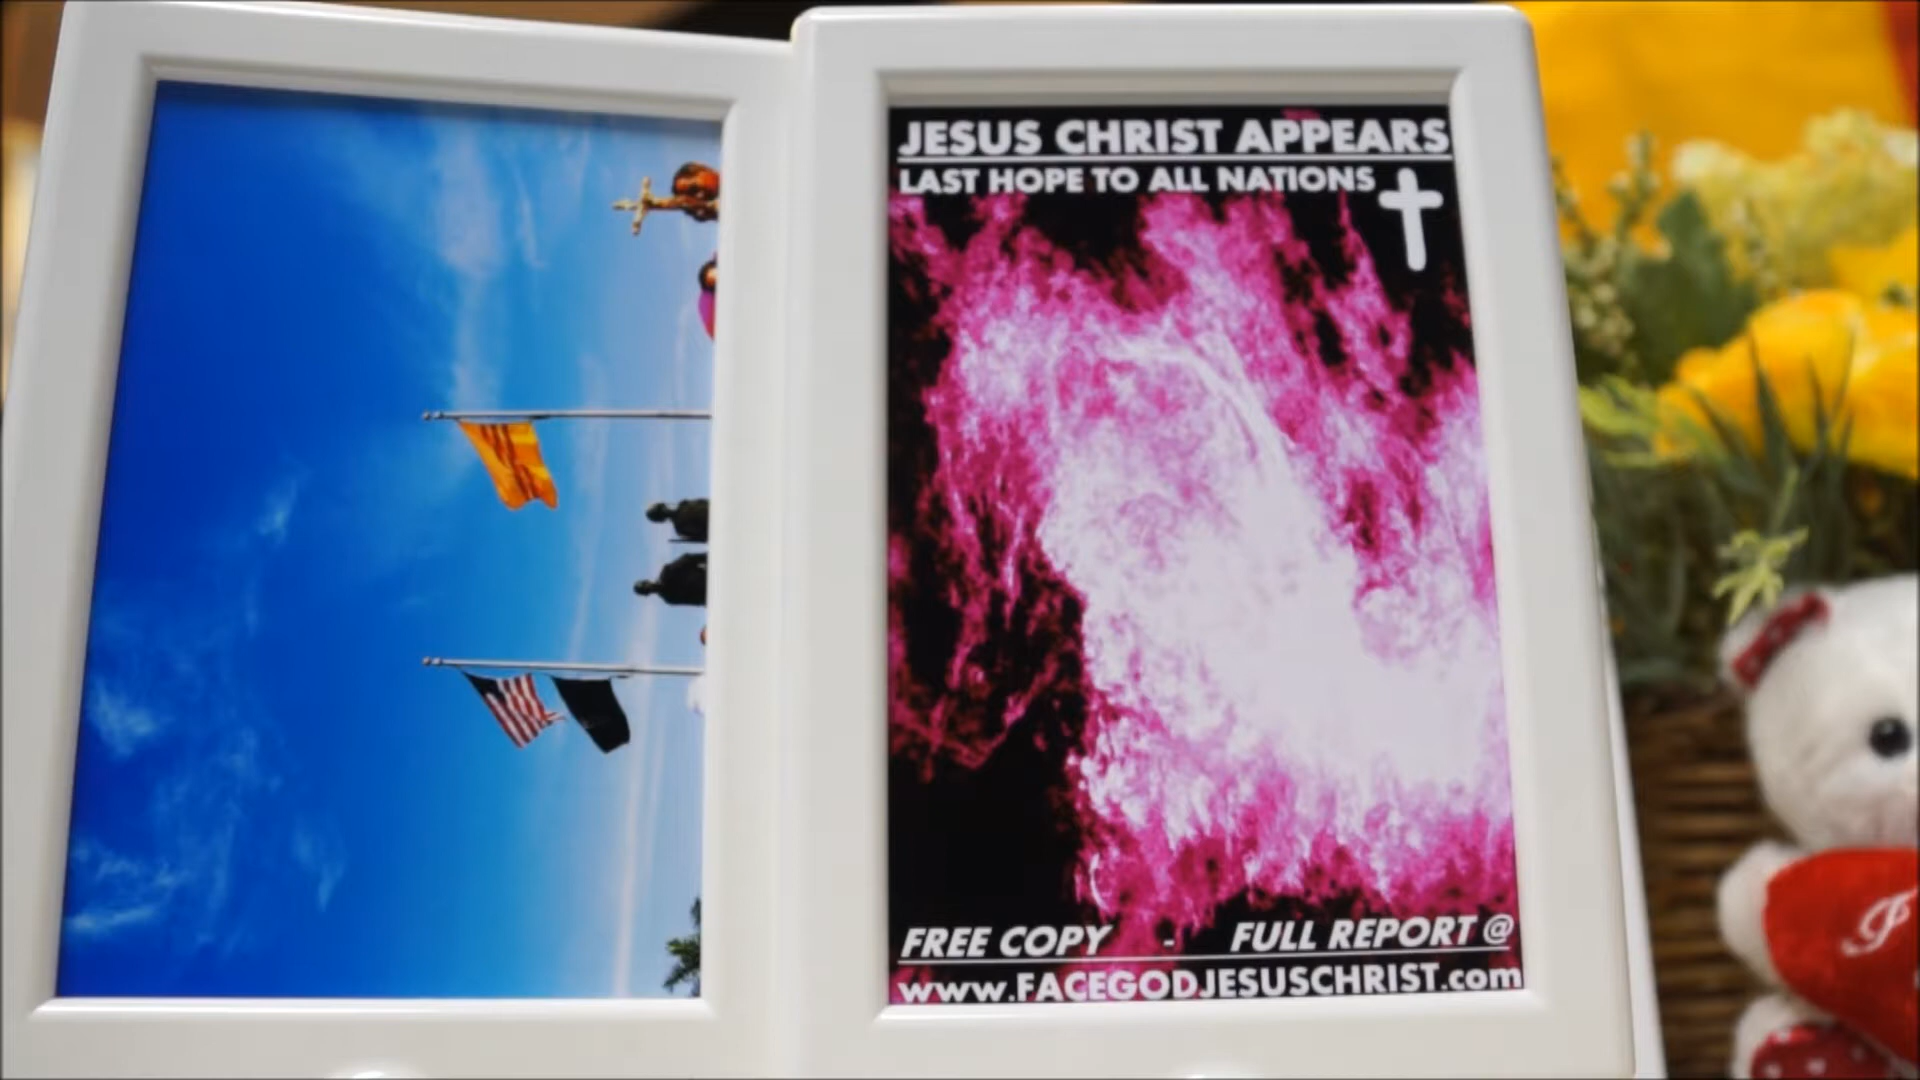 JESUS CHRIST APPEARS
LAST HOPE TO ALL NATIONS
FREE COPY - FULL REPORT @
www.FACEGODJESUSCHRIST.com